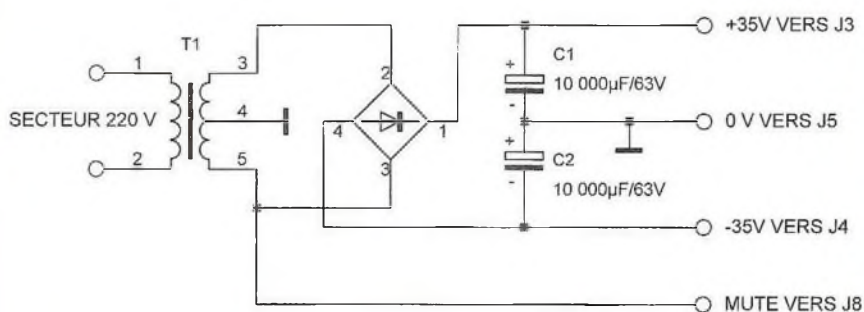 T1
SECTEUR 220 V
1
2
3
4
5
2
4
1
3
+
C1
10 000µF/63V
-
+
C2
10 000µF/63V
-
+35V VERS J3
0 V VERS J5
-35V VERS J4
MUTE VERS J8